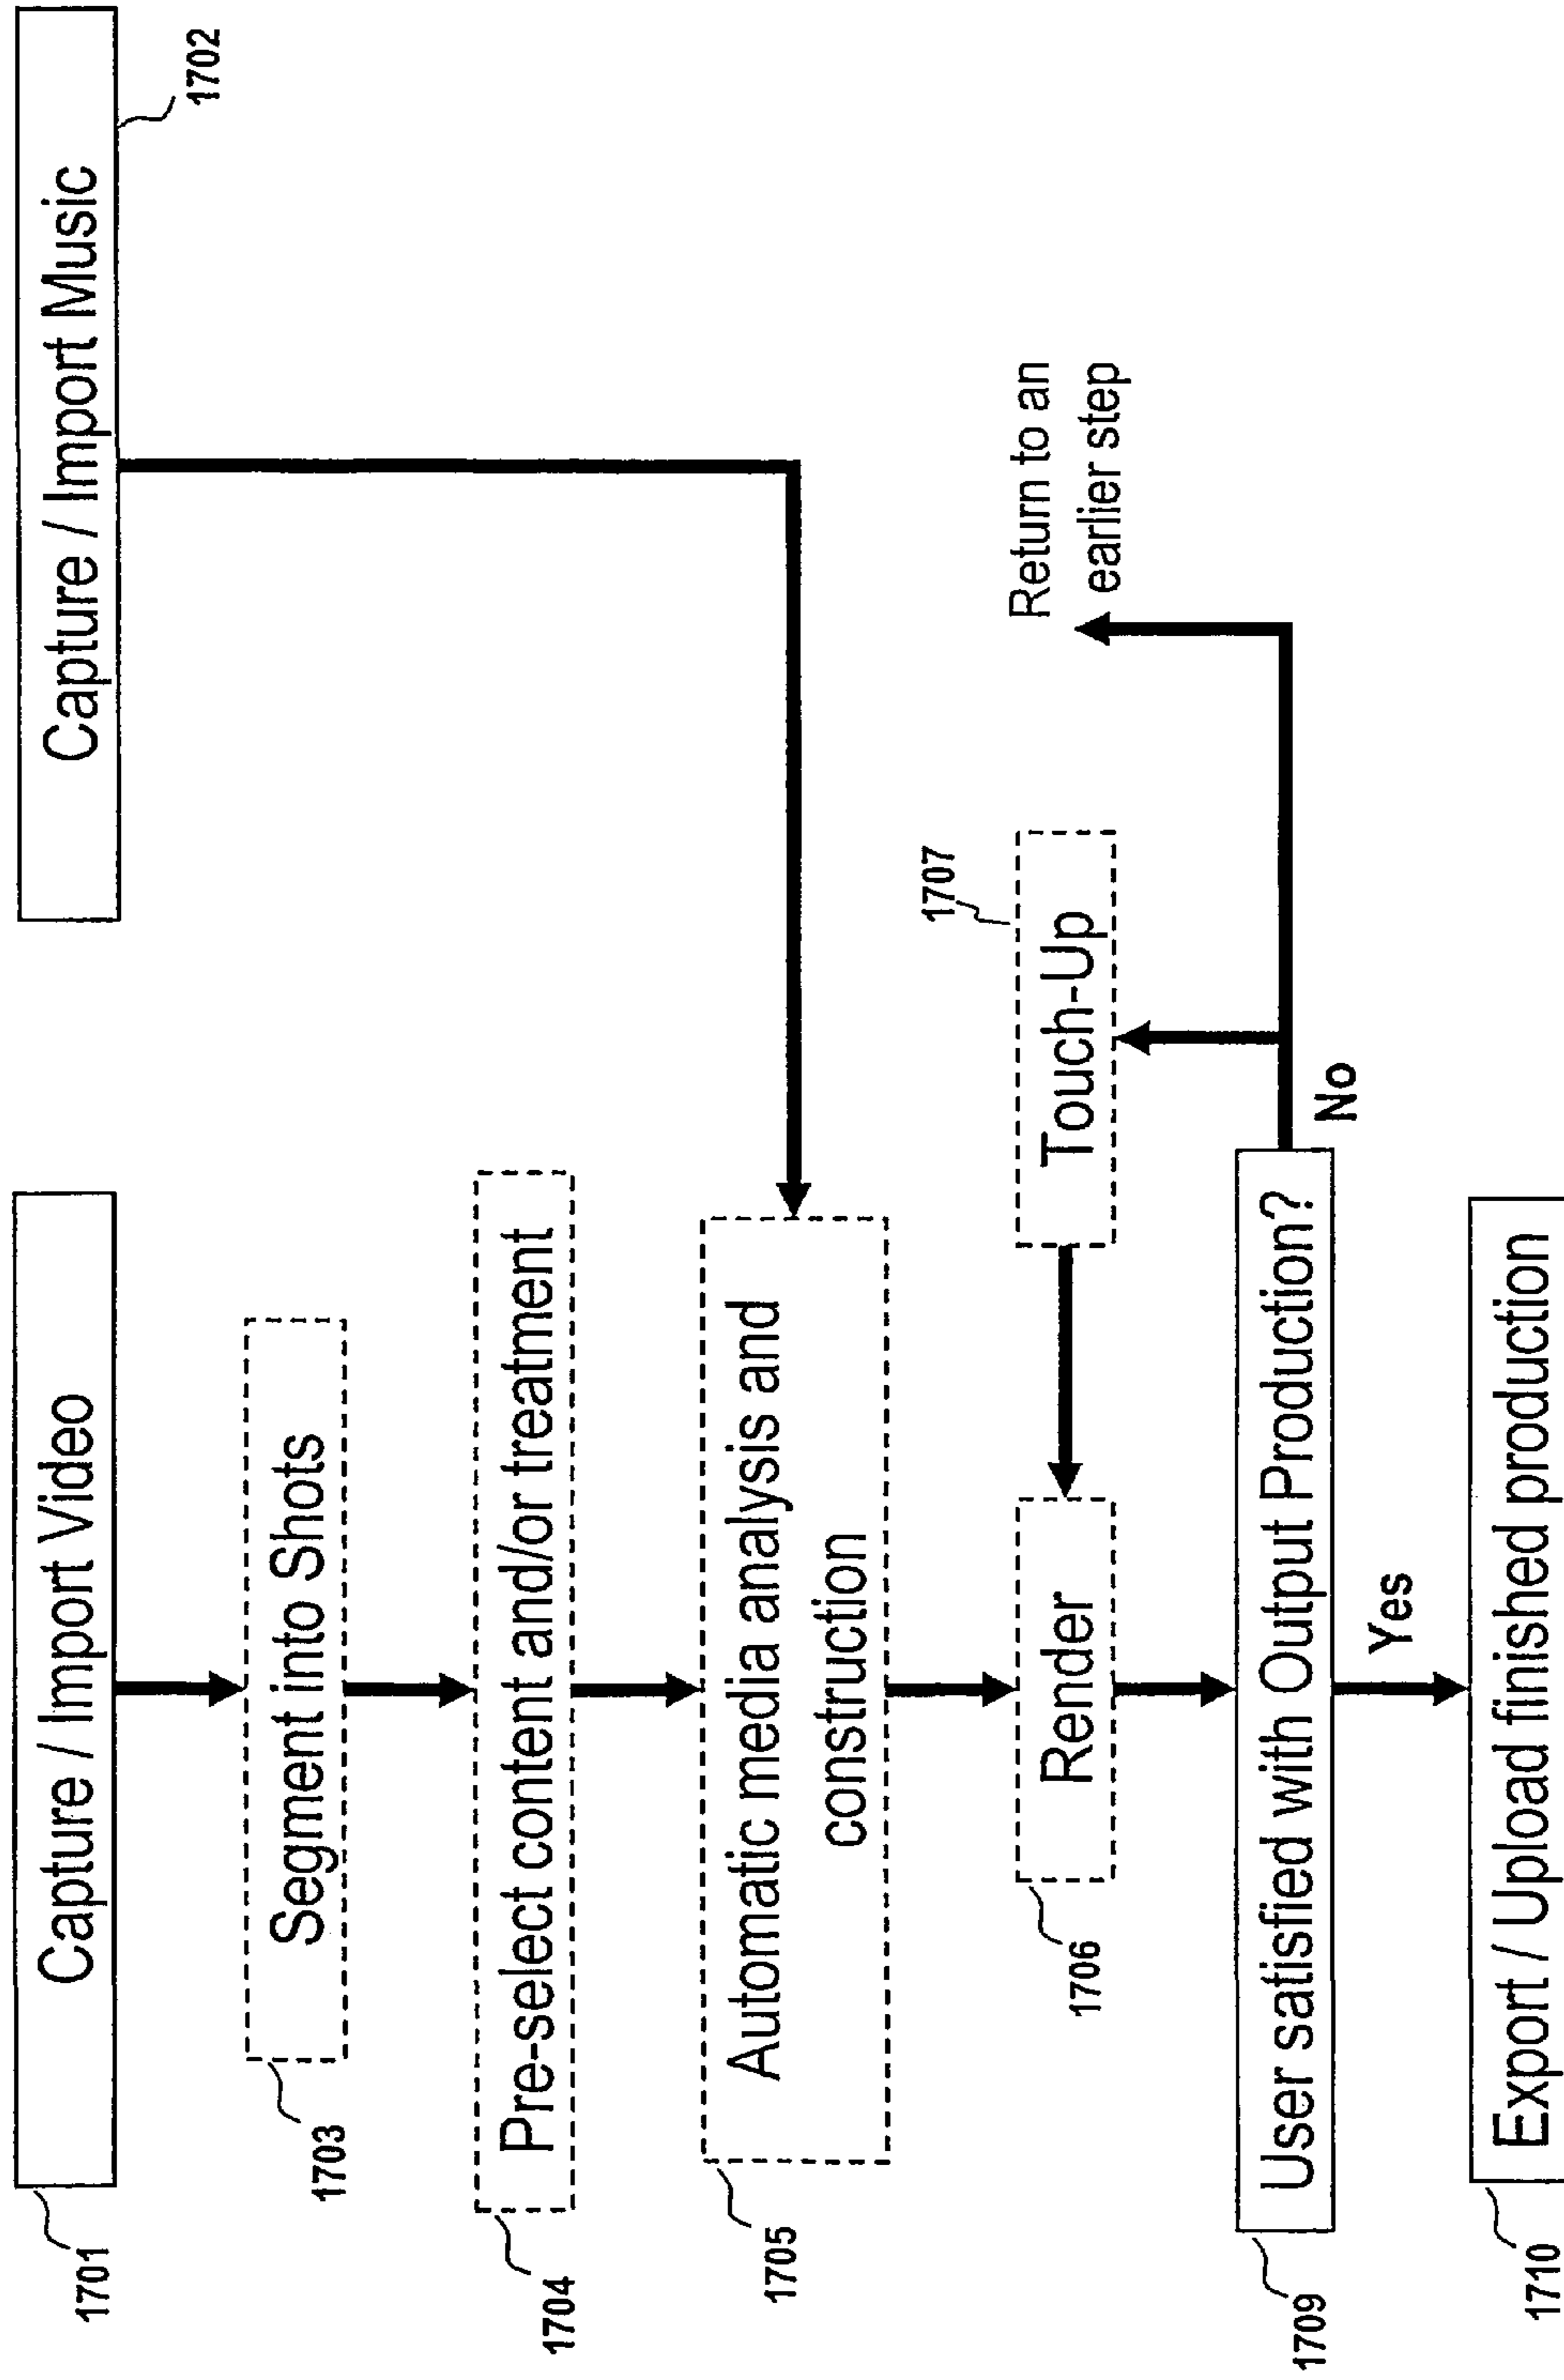 Capture / Import Video
1701
Capture / Import Music
1702
Segment into Shots
1703
Pre-select content and/or treatment
1704
Automatic media analysis and
construction
1705
Render
1706
Touch-Up
1707
Return to an
earlier step
User satisfied with Output Production?
1709
No
Yes
Export / Upload finished production
1710